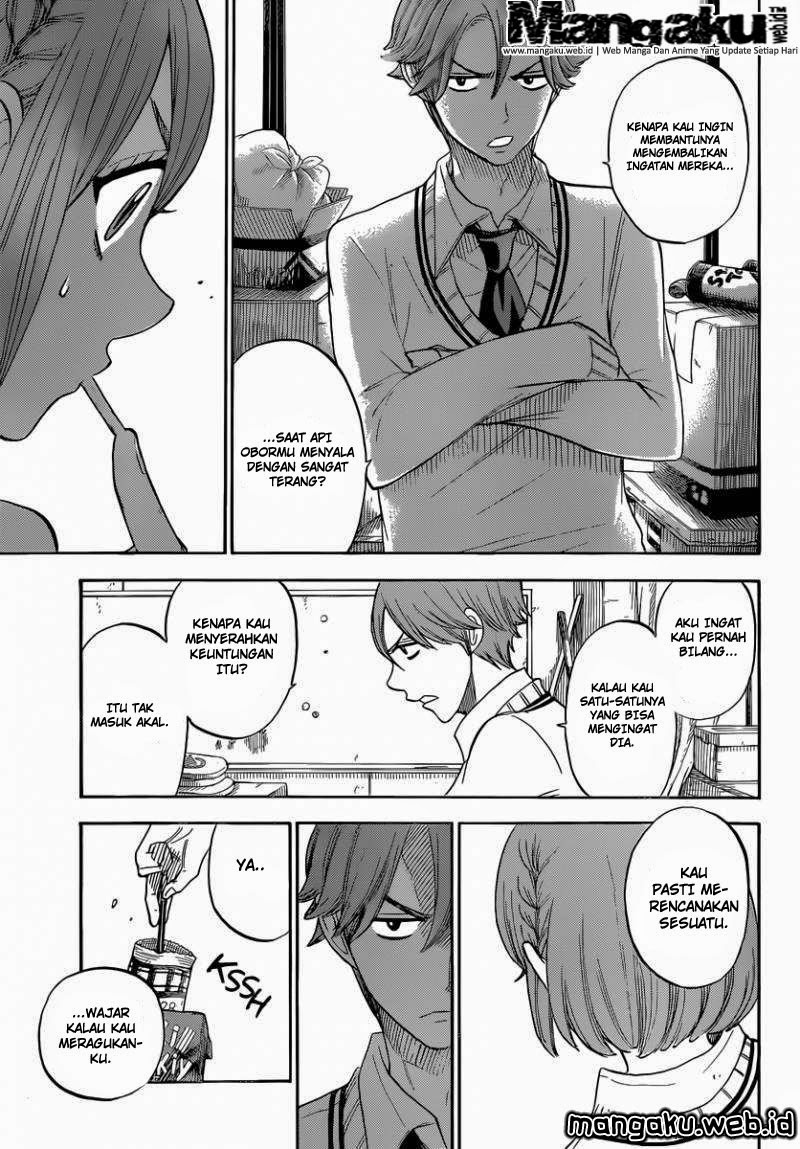 Mangaku
web.id
TM
www.mangaku.web.id | Web Manga Dan Anime Yang Update Setiap Hari
KENAPA KAU INGIN
MEMBANTUNYA
MENGEMBALIKAN
INGATAN MEREKA...
...SAAT API
OBORMU MENYALA
DENGAN SANGAT
TERANG?
AKU INGAT
KAU PERNAH
BILANG...
KALAU KAU
SATU-SATUNYA
YANG BISA
MENGINGAT
DIA.
KENAPA KAU
MENYERAHKAN
KEUNTUNGAN
ITU?
ITU TAK
MASUK AKAL.
KAU
PASTI ME-
RENCANAKAN
SESUATU.
YA..
KSSH
...WAJAR
KALAU KAU
MERAGUKAN-
KU.
mangaku.web.id